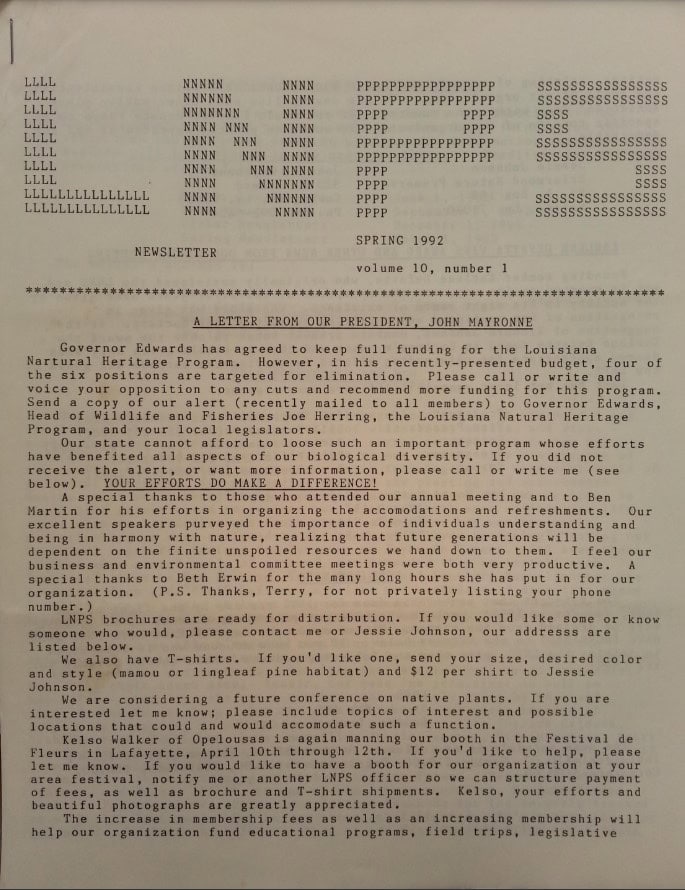 LLLL NNNNN NNNN PPPPPPPPPPPPPPPPP SSSSSSSSSSSSSSSS
LLLL NNNNNN NNNN PPPPPPPPPPPPPPPPP SSSSSSSSSSSSSSSS
LLLL NNNNNNN NNNN PPPP PPPP SSSS
LLLL NNNN NNN NNNN PPPP PPPP SSSS
LLLL NNNN NNN NNNN PPPPPPPPPPPPPPPPP SSSSSSSSSSSSSSSS
LLLL NNNN NNN NNNN PPPPPPPPPPPPPPPPP SSSSSSSSSSSSSSSS
LLLL NNNN NNN NNNN PPPP SSSS
LLLL NNNN NNNNNNN PPPP SSSS
LLLLLLLLLLLLLLL NNNN NNNNNN PPPP SSSSSSSSSSSSSSSS
LLLLLLLLLLLLLLL NNNN NNNNN PPPP SSSSSSSSSSSSSSSS
SPRING 1992
NEWSLETTER
volume 10, number 1
********************************************************************************
A LETTER FROM OUR PRESIDENT, JOHN MAYRONNE
Governor Edwards has agreed to keep full funding for the Louisiana
Nartural Heritage Program. However, in his recently-presented budget, four of
the six positions are targeted for elimination. Please call or write and
voice your opposition to any cuts and recommend more funding for this program.
Send a copy of our alert (recently mailed to all members) to Governor Edwards,
Head of Wildlife and Fisheries Joe Herring, the Louisiana Natural Heritage
Program, and your local legislators.
Our state cannot afford to loose such an important program whose efforts
have benefited all aspects of our biological diversity. If you did not
receive the alert, or want more information, please call or write me (see
below). YOUR EFFORTS DO MAKE A DIFFERENCE!
A special thanks to those who attended our annual meeting and to Ben
Martin for his efforts in organizing the accomodations and refreshments. Our
excellent speakers purveyed the importance of individuals understanding and
being in harmony with nature, realizing that future generations will be
dependent on the finite unspoiled resources we hand down to them. I feel our
business and environmental committee meetings were both very productive. A
special thanks to Beth Erwin for the many long hours she has put in for our
organization. (P.S. Thanks, Terry, for not privately listing your phone
number.)
LNPS brochures are ready for distribution. If you would like some or know
someone who would, please contact me or Jessie Johnson, our addresss are
listed below.
We also have T-shirts. If you'd like one, send your size, desired color
and style (mamou or lingleaf pine habitat) and $12 per shirt to Jessie
Johnson.
We are considering a future conference on native plants. If you are
interested let me know; please include topics of interest and possible
locations that could and would accomodate such a function.
Kelso Walker of Opelousas is again manning our booth in the Festival de
Fleurs in Lafayette, April 10th through 12th. If you'd like to help, please
let me know. If you would like to have a booth for our organization at your
area festival, notify me or another LNPS officer so we can structure payment
of fees, as well as brochure and T-shirt shipments. Kelso, your efforts and
beautiful photographs are greatly appreciated.
The increase in membership fees as well as an increasing membership will
help our organization fund educational programs, field trips, legislative